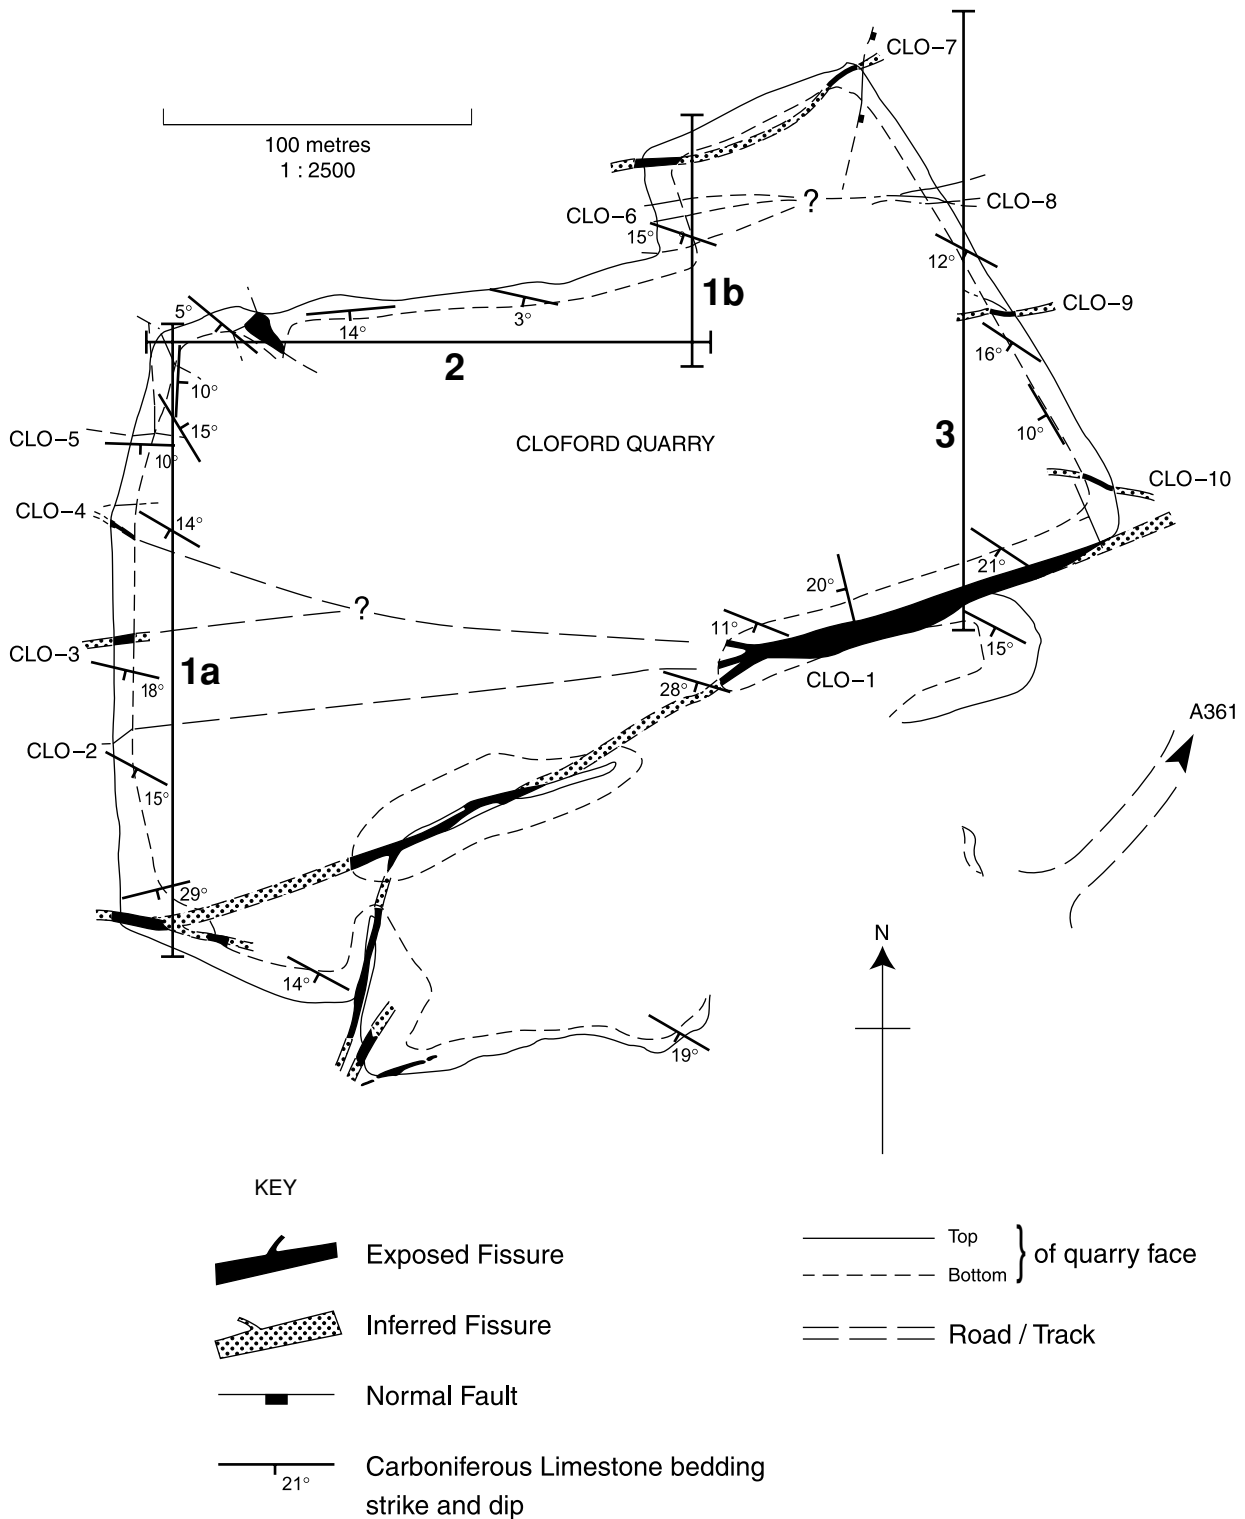 CLO–7
100 metres
1 : 2500
CLO–8
?
CLO–6
15°
12°
1b
CLO–9
5°
14°
3°
16°
2
10°
3
10°
15°
CLO–5
10°
CLOFORD QUARRY
CLO–10
CLO–4
14°
21°
20°
?
11°
15°
CLO–3
1a
18°
28°
CLO–1
A361
CLO–2
15°
29°
N
14°
19°
KEY
Exposed Fissure
Inferred Fissure
Normal Fault
21°
Carboniferous Limestone bedding
strike and dip
Top
Bottom
} of quarry face
Road / Track